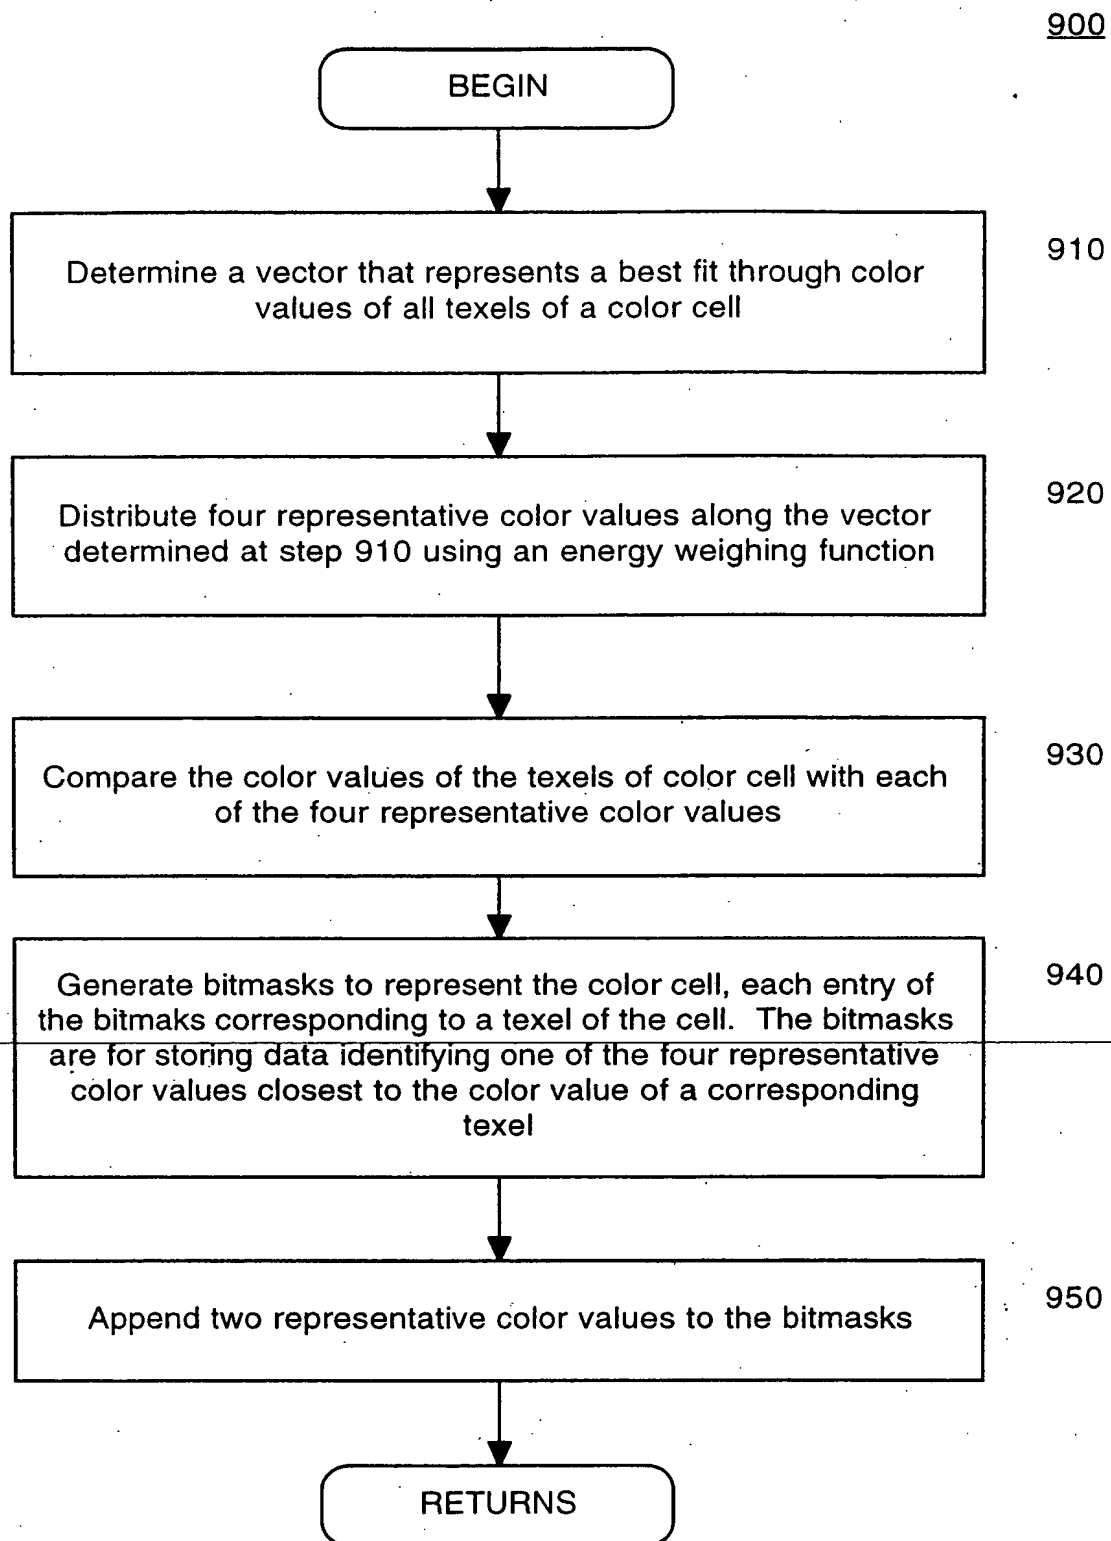 900
BEGIN
910
Determine a vector that represents a best fit through color
values of all texels of a color cell
920
Distribute four representative color values along the vector
determined at step 910 using an energy weighing function
930
Compare the color values of the texels of color cell with each
of the four representative color values
940
Generate bitmasks to represent the color cell, each entry of
the bitmaks corresponding to a texel of the cell. The bitmasks
are for storing data identifying one of the four representative
color values closest to the color value of a corresponding
texel
950
Append two representative color values to the bitmasks
RETURNS